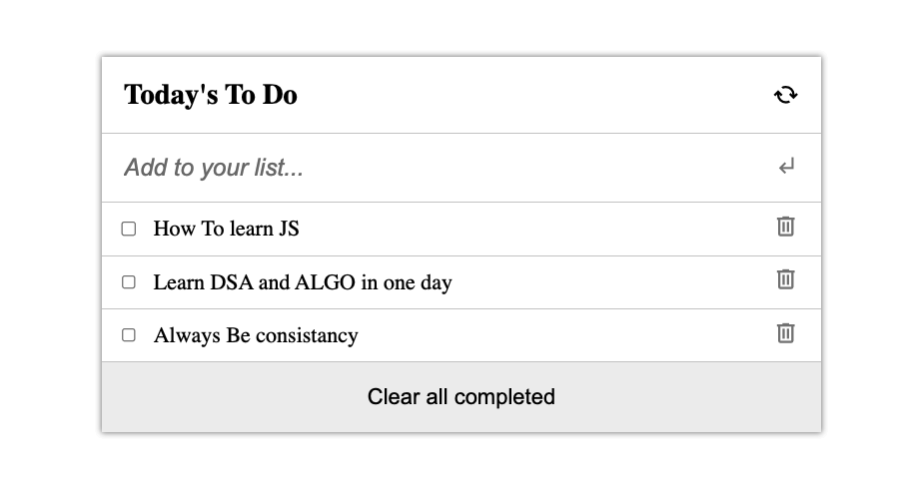 Today's To Do
Add to your list...
How To learn JS
Learn DSA and ALGO in one day
Always Be consistancy
Clear all completed